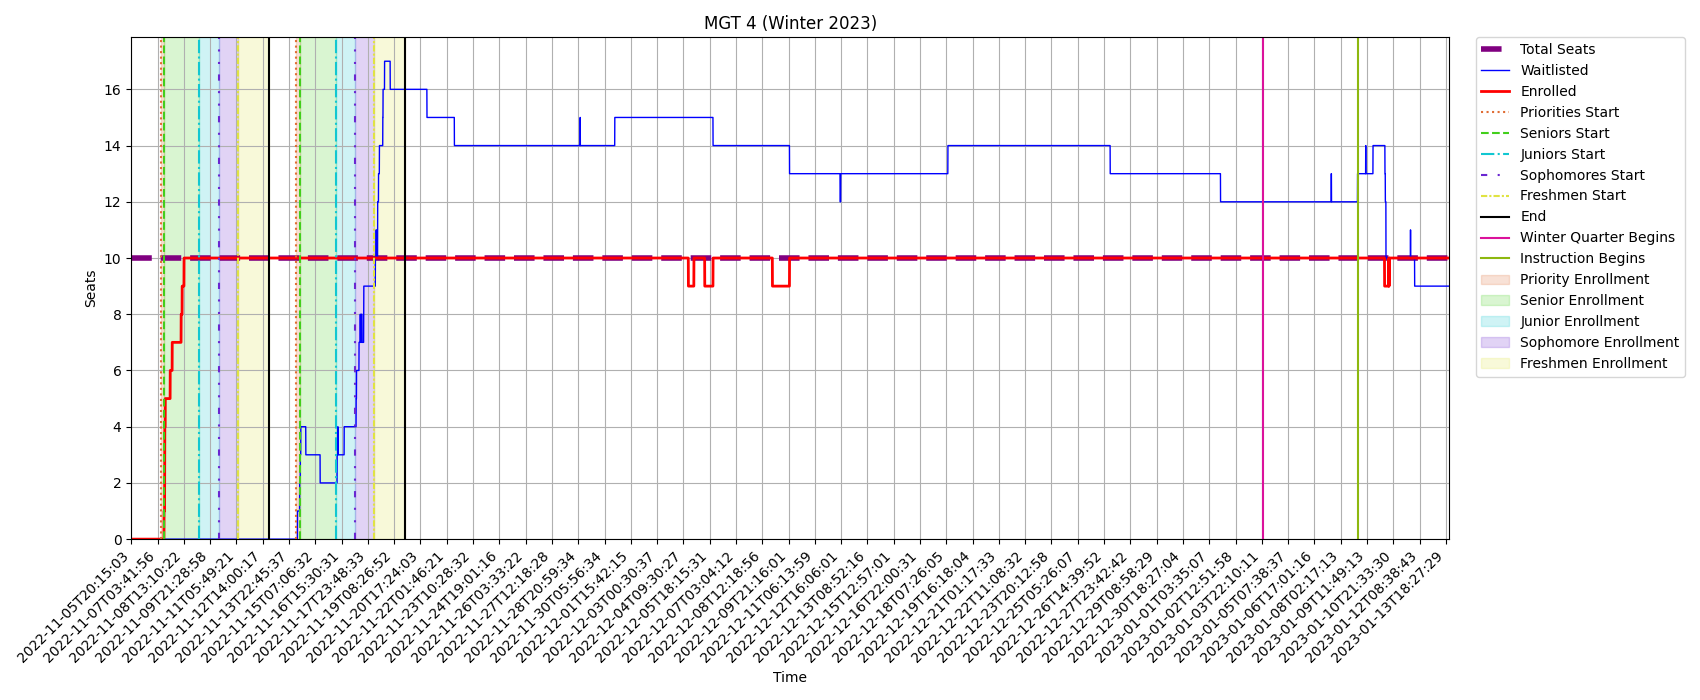 MGT 4 (Winter 2023)
Seats
16
14
12
10
8
6
4
2
0
2022-11-05T20:15:03
2022-11-07T03:41:56
2022-11-08T13:10:22
2022-11-09T21:28:58
2022-11-11T05:49:21
2022-11-12T14:00:17
2022-11-13T22:45:37
2022-11-15T07:06:32
2022-11-16T15:30:31
2022-11-17T23:48:33
2022-11-19T08:26:52
2022-11-20T17:24:03
2022-11-22T01:46:21
2022-11-23T10:28:32
2022-11-24T19:01:16
2022-11-26T03:33:22
2022-11-27T12:18:28
2022-11-28T20:59:34
2022-11-30T05:56:34
2022-12-01T15:42:15
2022-12-03T00:30:37
2022-12-04T09:30:27
2022-12-05T18:15:31
2022-12-07T03:04:12
2022-12-08T12:18:56
2022-12-09T21:16:01
2022-12-11T06:13:59
2022-12-12T16:06:01
2022-12-13T08:52:16
2022-12-15T12:57:01
2022-12-16T22:00:31
2022-12-18T07:26:05
2022-12-19T16:18:04
2022-12-21T01:17:33
2022-12-22T11:08:32
2022-12-23T20:12:58
2022-12-25T05:26:07
2022-12-26T14:39:52
2022-12-27T23:42:42
2022-12-29T08:58:29
2022-12-30T18:27:04
2023-01-01T03:35:07
2023-01-02T12:51:58
2023-01-03T22:10:11
2023-01-05T07:38:37
2023-01-06T17:01:16
2023-01-08T02:17:13
2023-01-09T11:49:13
2023-01-10T21:33:30
2023-01-12T08:38:43
2023-01-13T18:27:29
Time
Total Seats
Waitlisted
Enrolled
Priorities Start
Seniors Start
Juniors Start
Sophomores Start
Freshmen Start
End
Winter Quarter Begins
Instruction Begins
Priority Enrollment
Senior Enrollment
Junior Enrollment
Sophomore Enrollment
Freshmen Enrollment